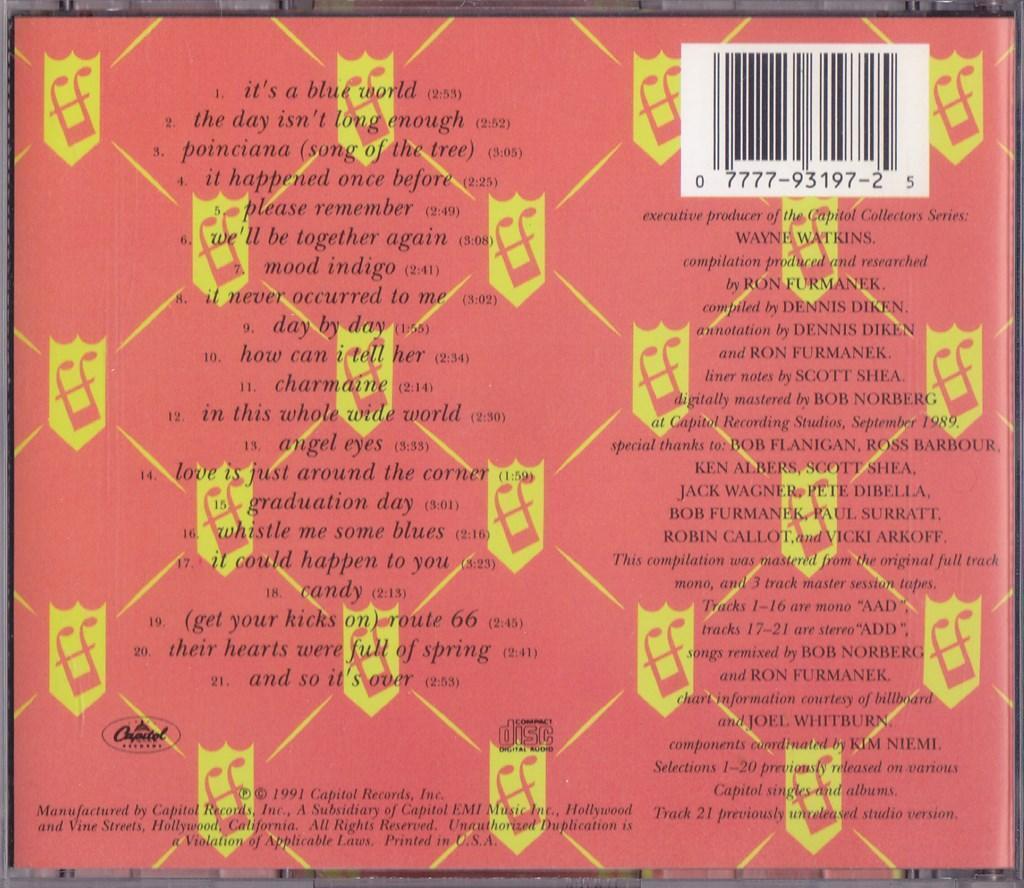 1. it's a blue world (2:53)
2. the day isn't long enough (2:52)
3. poinciana (song of the tree) (3:05)
4. it happened once before (2:25)
5. please remember (2:49)
6. we'll be together again (3:08)
7. mood indigo (2:41)
8. it never occurred to me (3:02)
9. day by day (1:55)
10. how can i tell her (2:34)
11. charmaine (2:14)
12. in this whole wide world (2:30)
13. angel eyes (3:33)
14. love is just around the corner (1:59)
15. graduation day (3:01)
16. whistle me some blues (2:16)
17. it could happen to you (3:23)
18. candy (2:13)
19. (get your kicks on) route 66 (2:45)
20. their hearts were full of spring (2:41)
21. and so it's over (2:53)
Capitol
RECORDS
COMPACT
disc
DIGITAL AUDIO
℗ © 1991 Capitol Records, Inc.
Manufactured by Capitol Records, Inc., A Subsidiary of Capitol EMI Music Inc., Hollywood
and Vine Streets, Hollywood, California. All Rights Reserved. Unauthorized Duplication is
a Violation of Applicable Laws. Printed in U.S.A.
0 7777-93197-2 5
executive producer of the Capitol Collectors Series:
WAYNE WATKINS.
compilation produced and researched
by RON FURMANEK.
compiled by DENNIS DIKEN.
annotation by DENNIS DIKEN
and RON FURMANEK.
liner notes by SCOTT SHEA.
digitally mastered by BOB NORBERG
at Capitol Recording Studios, September 1989.
special thanks to: BOB FLANIGAN, ROSS BARBOUR,
KEN ALBERS, SCOTT SHEA,
JACK WAGNER, PETE DIBELLA,
BOB FURMANEK, PAUL SURRATT,
ROBIN CALLOT, and VICKI ARKOFF.
This compilation was mastered from the original full track
mono, and 3 track master session tapes.
Tracks 1-16 are mono "AAD",
tracks 17-21 are stereo "ADD",
songs remixed by BOB NORBERG
and RON FURMANEK.
chart information courtesy of billboard
and JOEL WHITBURN.
components coordinated by KIM NIEMI.
Selections 1-20 previously released on various
Capitol singles and albums.
Track 21 previously unreleased studio version.